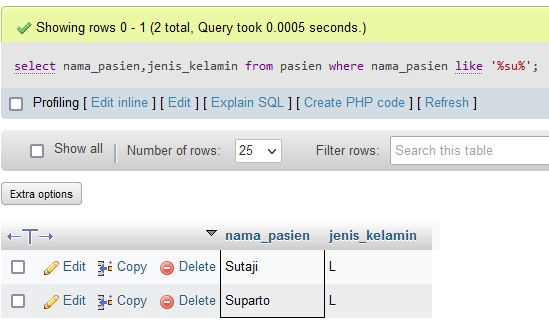 Showing rows 0 - 1 (2 total, Query took 0.0005 seconds.)
select nama_pasien,jenis_kelamin from pasien where nama_pasien like '%su%';
Profiling [ Edit inline ] [ Edit ] [ Explain SQL ] [ Create PHP code ] [ Refresh ]
Show all | Number of rows: 25 Filter rows: Search this table
Extra options
nama_pasien jenis_kelamin
Edit Copy Delete Sutaji L
Edit Copy Delete Suparto L